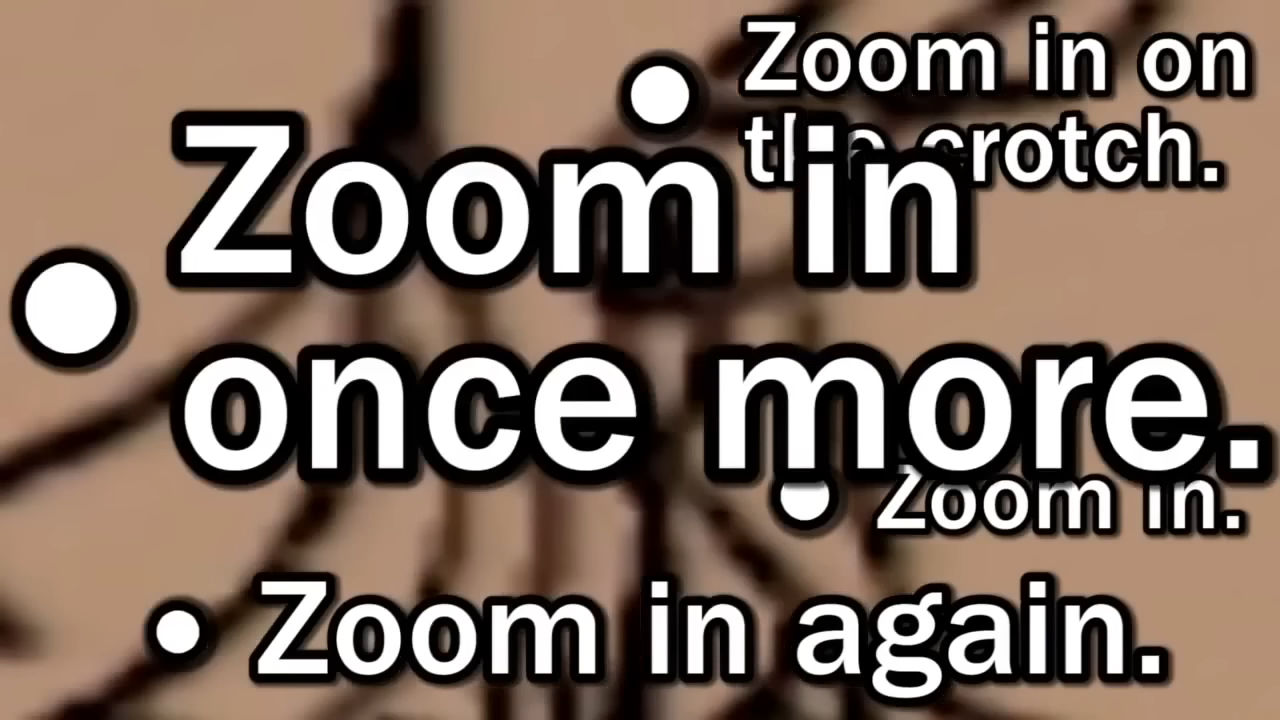 • Zoom in on
the crotch.
• Zoom in
once more.
• Zoom in.
• Zoom in again.